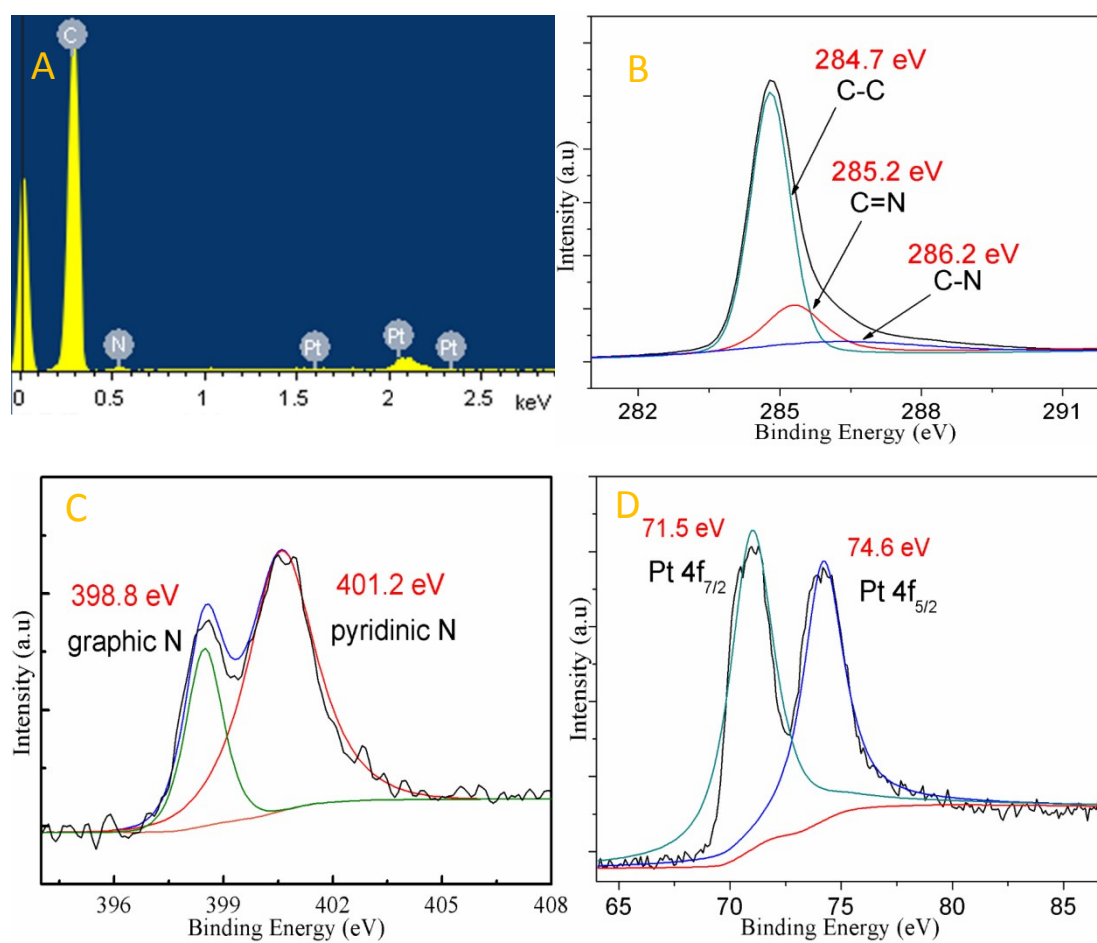 A
C
N
Pt
Pt
Pt
0 0.5 1 1.5 2 2.5 keV
B
284.7 eV
C-C
285.2 eV
C=N
286.2 eV
C-N
Intensity (a.u)
282 285 288 291
Binding Energy (eV)
C
398.8 eV
graphic N
401.2 eV
pyridinic N
Intensity (a.u)
396 399 402 405 408
Binding Energy (eV)
D
71.5 eV
Pt 4f7/2
74.6 eV
Pt 4f5/2
Intensity (a.u)
65 70 75 80 85
Binding Energy (eV)